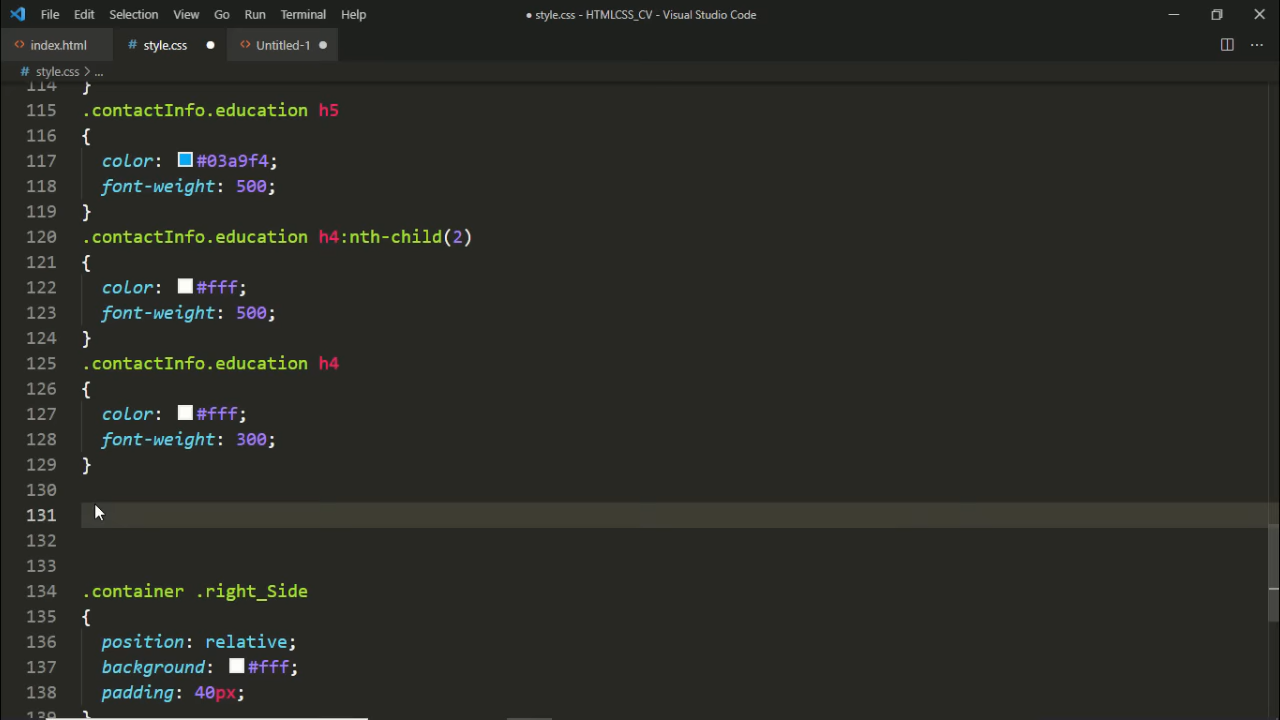 File Edit Selection View Go Run Terminal Help
● style.css - HTMLCSS_CV - Visual Studio Code
index.html # style.css ● Untitled-1 ●
# style.css > ...
114 }
115 .contactInfo.education h5
116 {
117 color: #03a9f4;
118 font-weight: 500;
119 }
120 .contactInfo.education h4:nth-child(2)
121 {
122 color: #fff;
123 font-weight: 500;
124 }
125 .contactInfo.education h4
126 {
127 color: #fff;
128 font-weight: 300;
129 }
130
131
132
133
134 .container .right_Side
135 {
136 position: relative;
137 background: #fff;
138 padding: 40px;
139 }